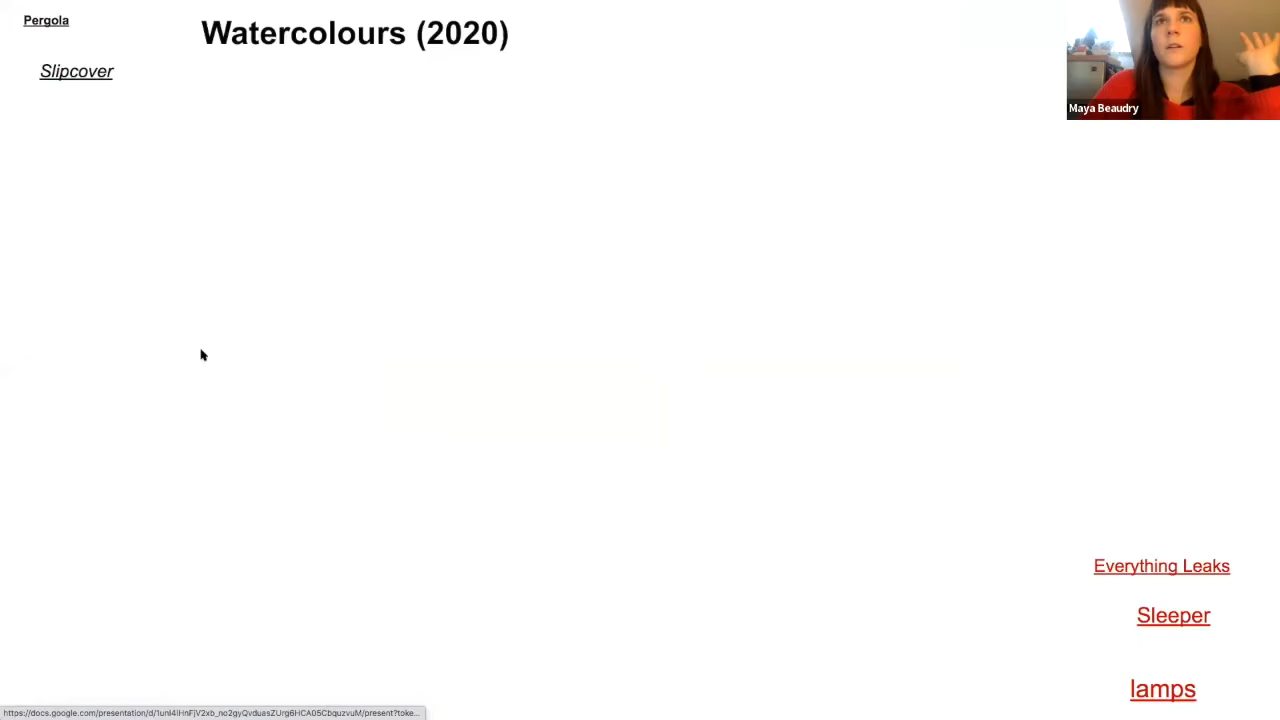 Pergola
Watercolours (2020)
Slipcover
Maya Beaudry
Everything Leaks
Sleeper
lamps